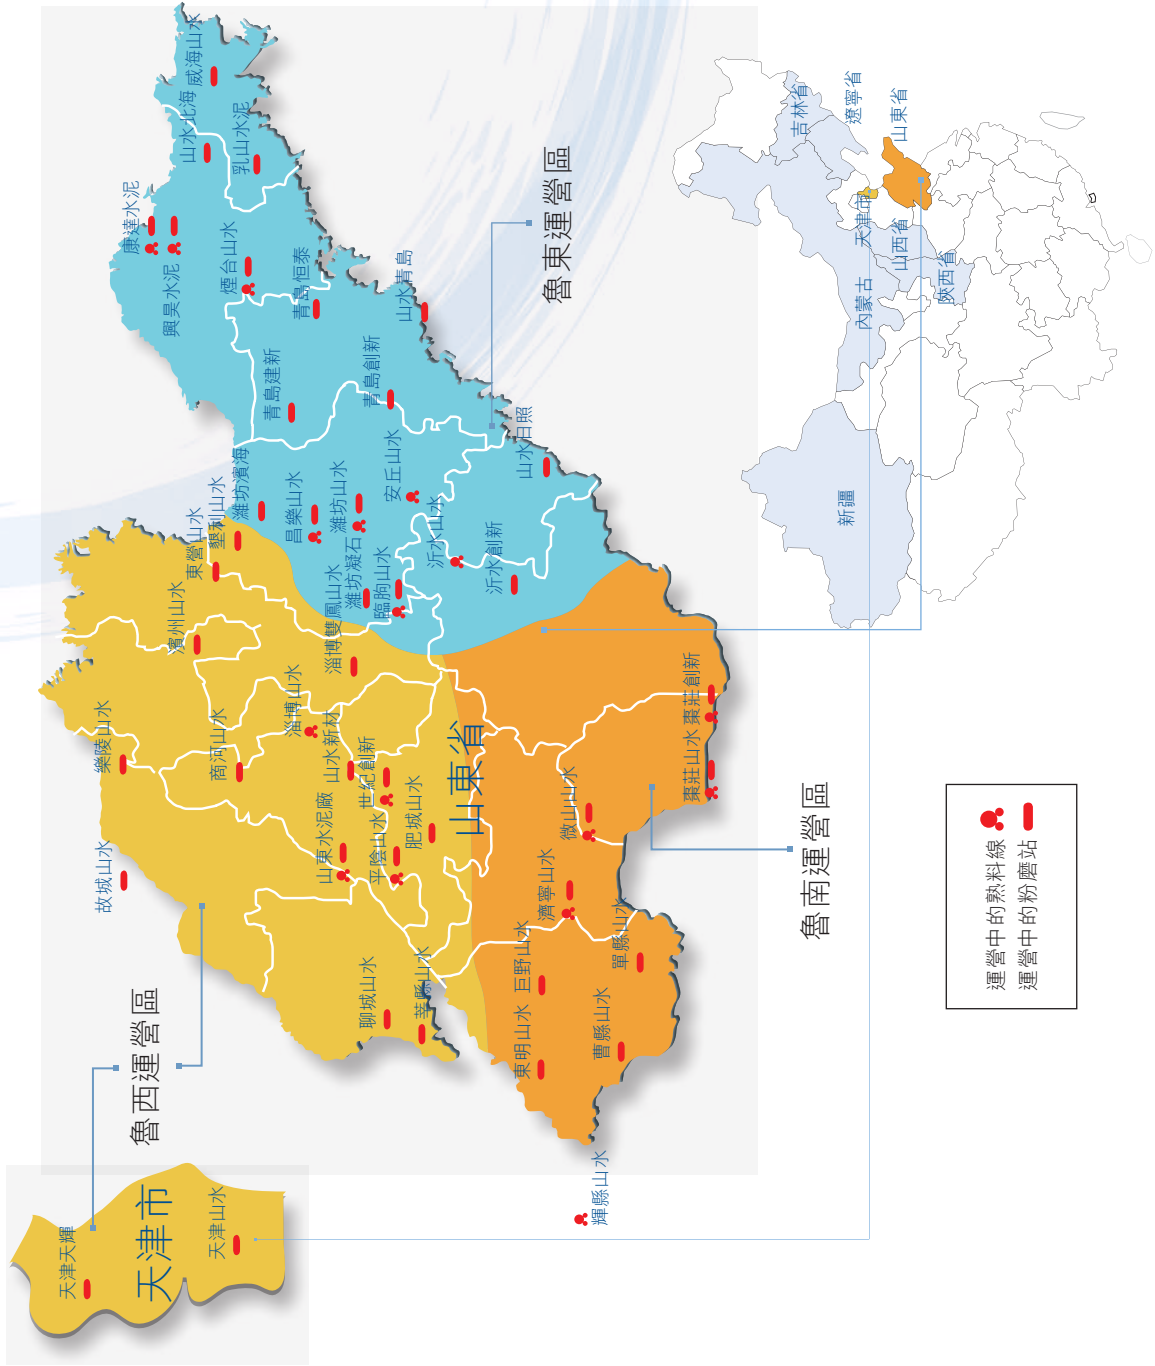 魯西運營區
天津市
天津天輝
天津山水
故城山水
樂陵山水
濱州山水
東營山水
墾利山水
商河山水
淄博山水
淄博雙鳳山水
山水新材
世紀創新
山東水泥廠
平陰山水
肥城山水
聊城山水
莘縣山水
山東省
魯東運營區
威海山水
山水北海
乳山水泥
康達水泥
興昊水泥
煙台山水
青島恒泰
山水青島
青島建新
青島創新
濰坊濱海
昌樂山水
濰坊山水
安丘山水
濰坊凝石
臨朐山水
沂水山水
沂水創新
山水日照
魯南運營區
棗莊創新
棗莊山水
微山山水
濟寧山水
單縣山水
巨野山水
東明山水
曹縣山水
輝縣山水
吉林省
遼寧省
山東省
天津市
山西省
陝西省
內蒙古
新疆
運營中的熟料線
運營中的粉磨站